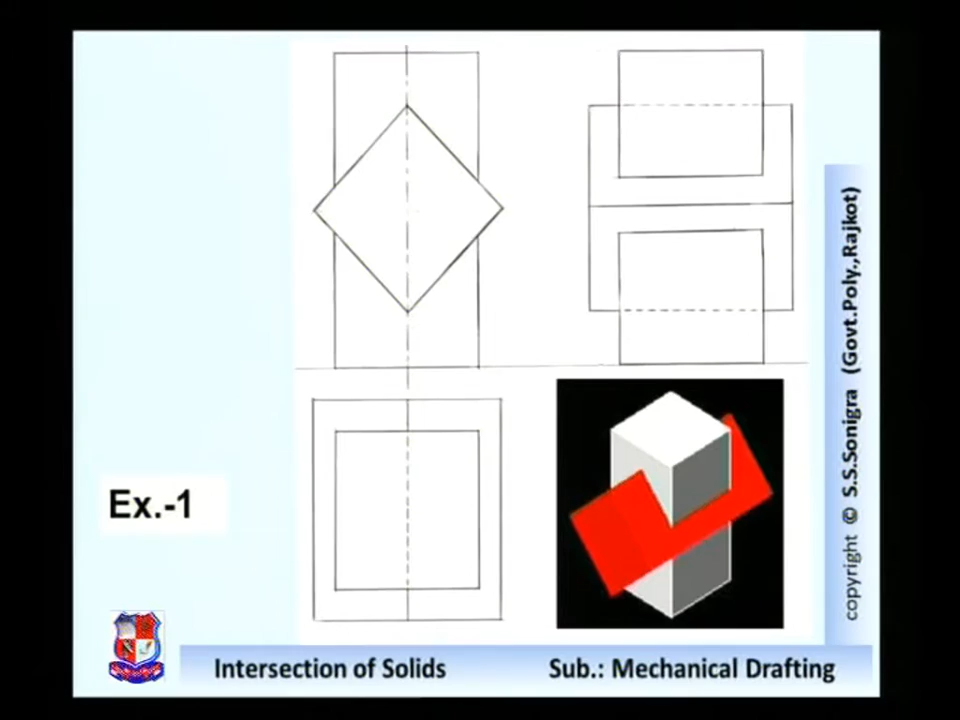 Ex.-1
Intersection of Solids
Sub.: Mechanical Drafting
copyright © S.S.Sonigra (Govt.Poly.,Rajkot)